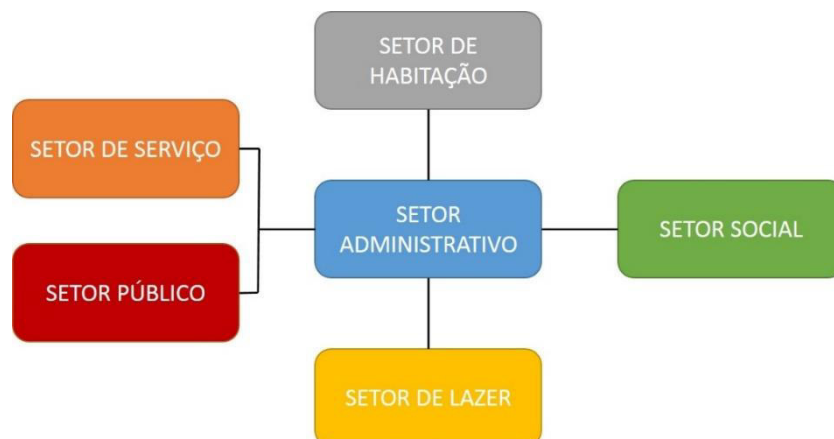 SETOR DE
HABITAÇÃO
SETOR DE SERVIÇO
SETOR
ADMINISTRATIVO
SETOR SOCIAL
SETOR PÚBLICO
SETOR DE LAZER